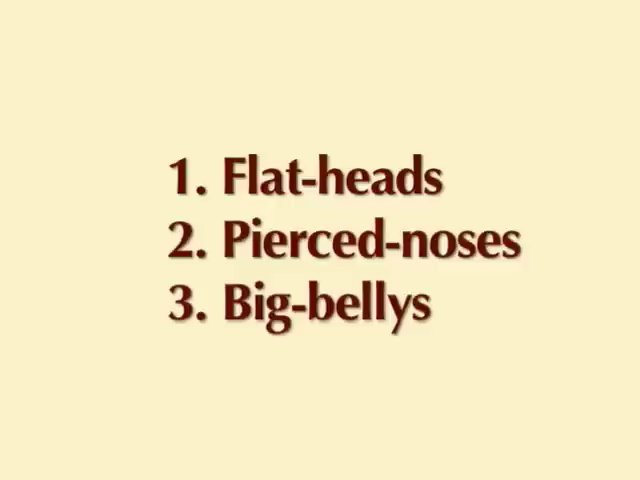 1. Flat-heads
2. Pierced-noses
3. Big-bellys